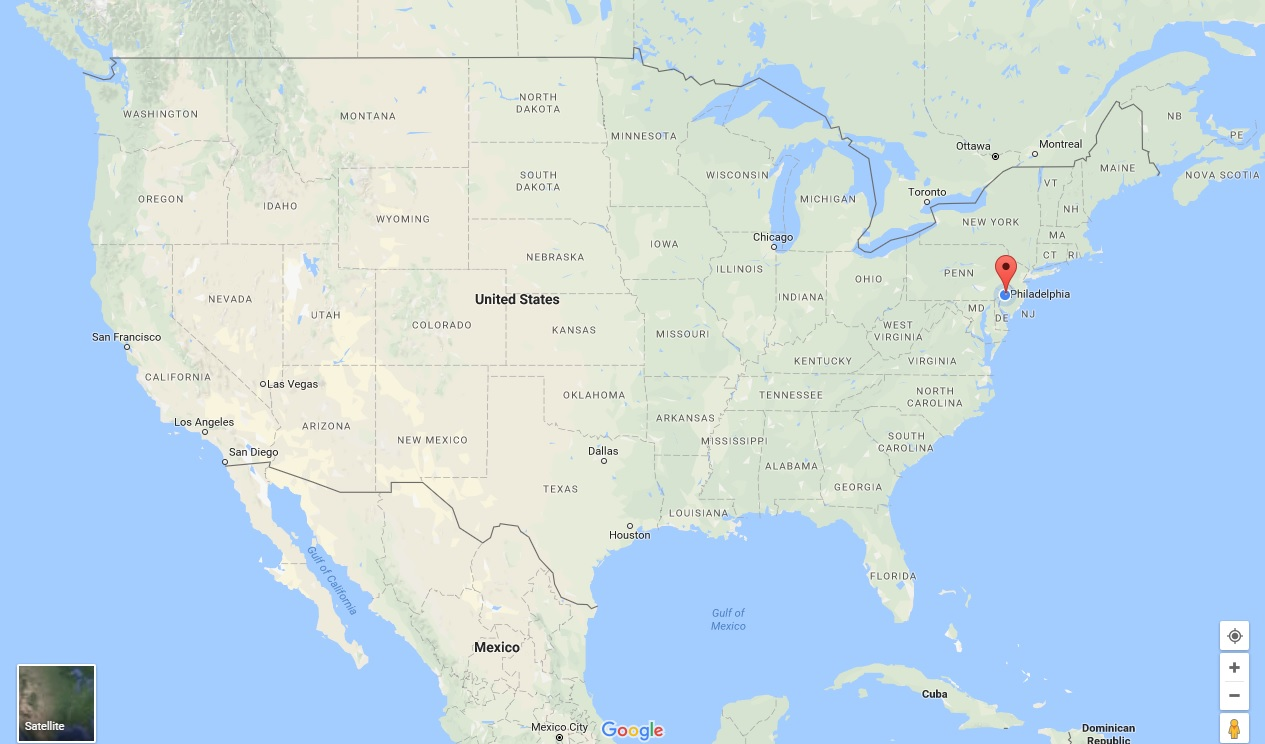 NORTH
DAKOTA
WASHINGTON
MONTANA
MINNESOTA
NB
PE
Ottawa
Montreal
MAINE
NOVA SCOTIA
SOUTH
DAKOTA
WISCONSIN
MICHIGAN
VT
OREGON
IDAHO
WYOMING
Toronto
NH
NEW YORK
MA
Chicago
IOWA
CT
RI
NEBRASKA
ILLINOIS
OHIO
PENN
NEVADA
United States
INDIANA
Philadelphia
MD
DE
NJ
UTAH
COLORADO
KANSAS
MISSOURI
WEST
VIRGINIA
San Francisco
KENTUCKY
VIRGINIA
CALIFORNIA
Las Vegas
OKLAHOMA
TENNESSEE
NORTH
CAROLINA
Los Angeles
ARIZONA
NEW MEXICO
ARKANSAS
MISSISSIPPI
SOUTH
CAROLINA
San Diego
Dallas
ALABAMA
TEXAS
GEORGIA
LOUISIANA
Houston
Gulf of California
FLORIDA
Gulf of
Mexico
Mexico
Cuba
Satellite
Mexico City
Google
Dominican
Republic